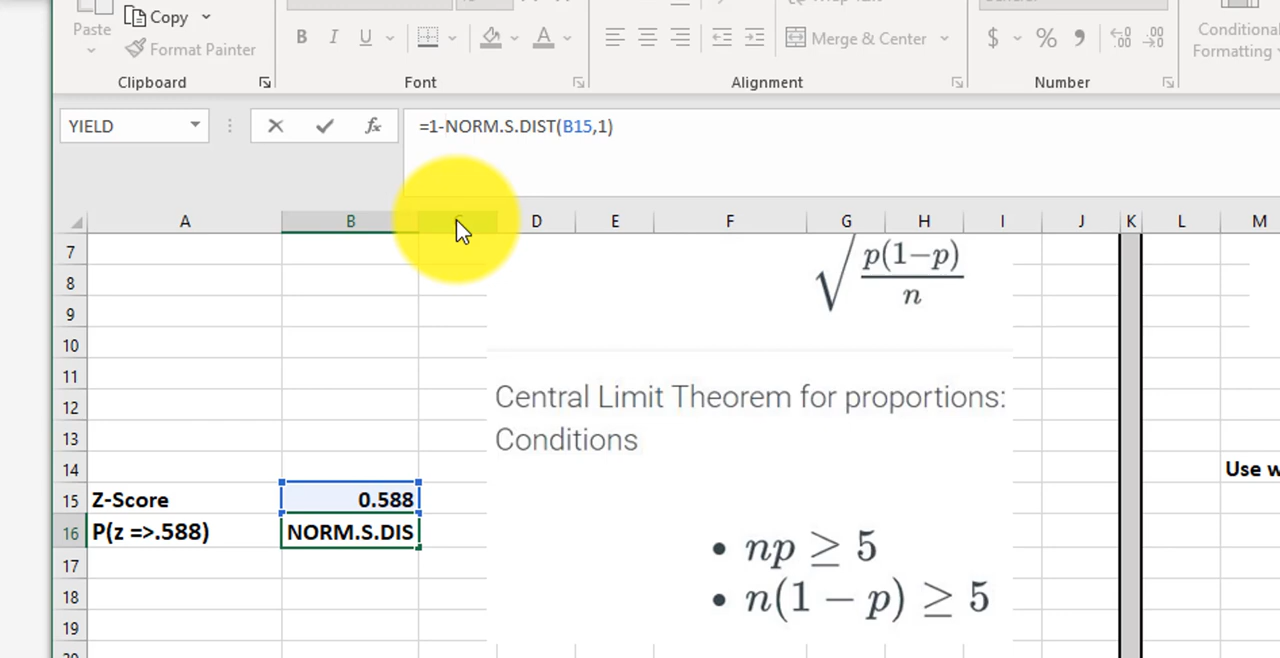 Paste
Copy
Format Painter
Clipboard
B I U
A
Font
Merge & Center
Alignment
$ % 9
Number
Conditional
Formatting
YIELD
fx
=1-NORM.S.DIST(B15,1)
A B C D E F G H I J K L M
7
8
9
10
11
12
13
14
15
16
17
18
19
√ p(1−p)
n
Central Limit Theorem for proportions:
Conditions
Use w
Z-Score 0.588
P(z =>.588) NORM.S.DIS
• np ≥ 5
• n(1 − p) ≥ 5